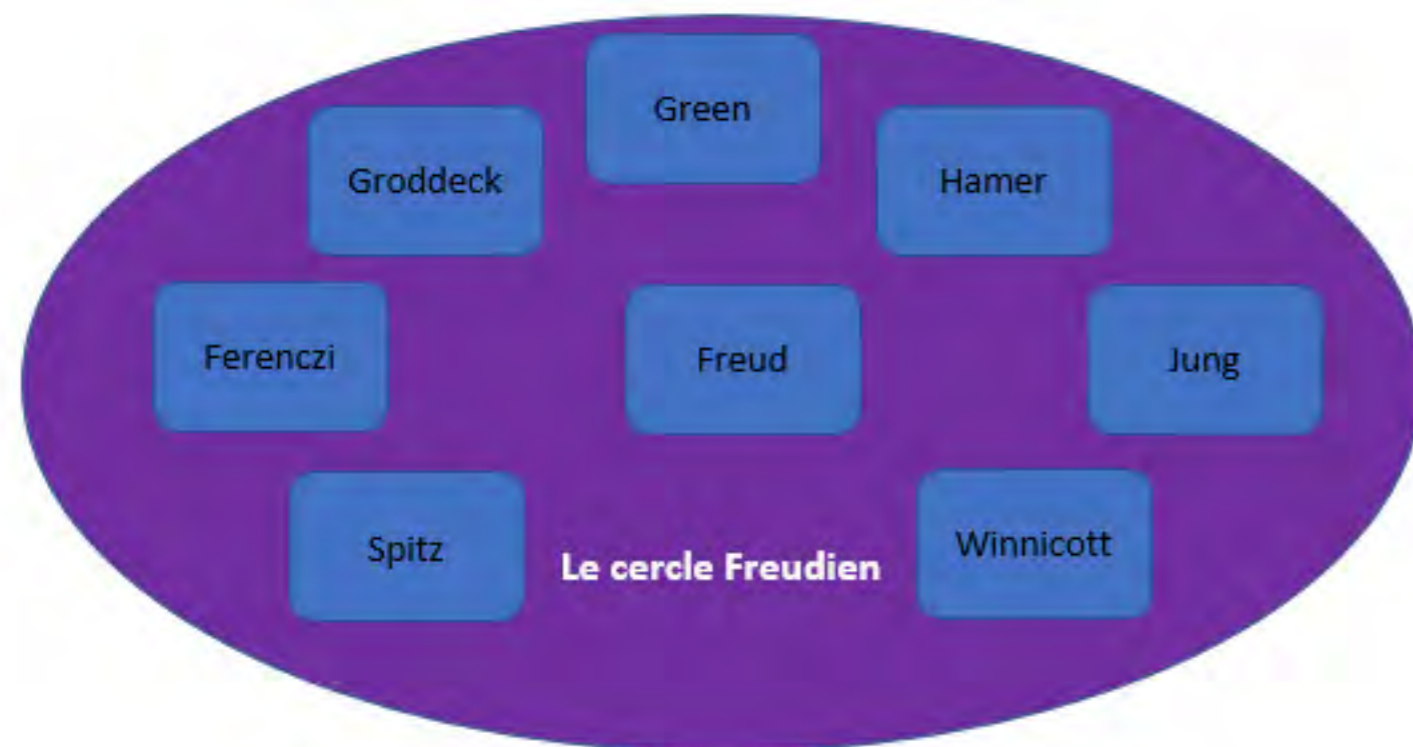 Green
Groddeck
Hamer
Ferenczi
Freud
Jung
Spitz
Winnicott
Le cercle Freudien